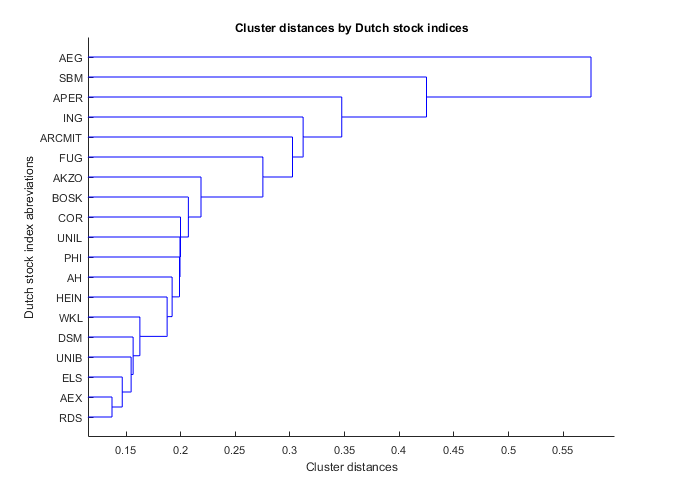 Cluster distances by Dutch stock indices
AEG
SBM
APER
ING
ARCMIT
FUG
AKZO
BOSK
COR
UNIL
PHI
AH
HEIN
WKL
DSM
UNIB
ELS
AEX
RDS
Dutch stock index abreviations
0.15 0.2 0.25 0.3 0.35 0.4 0.45 0.5 0.55
Cluster distances